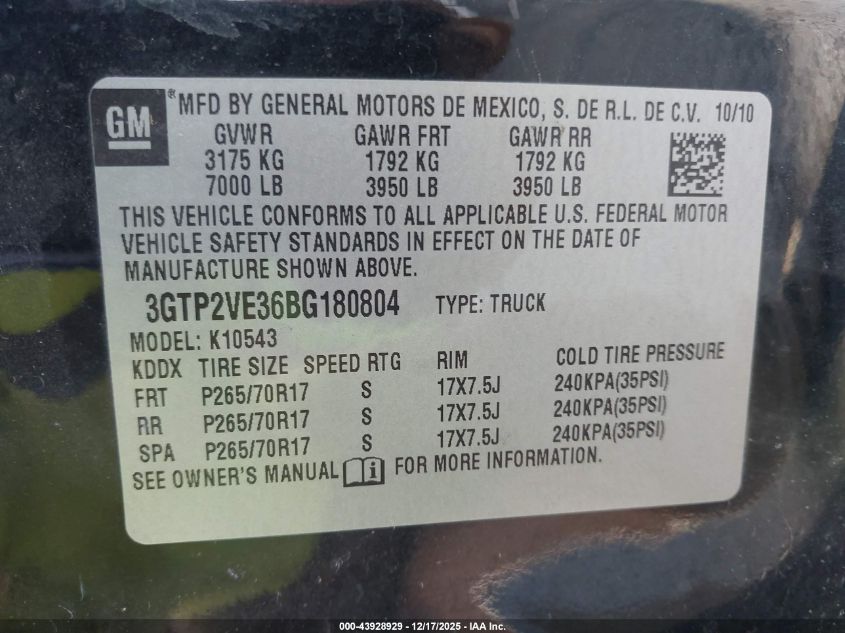 GM
® MFD BY GENERAL MOTORS DE MEXICO, S. DE R.L. DE C.V. 10/10
GVWR GAWR FRT GAWR RR
3175 KG 1792 KG 1792 KG
7000 LB 3950 LB 3950 LB
THIS VEHICLE CONFORMS TO ALL APPLICABLE U.S. FEDERAL MOTOR
VEHICLE SAFETY STANDARDS IN EFFECT ON THE DATE OF
MANUFACTURE SHOWN ABOVE.
3GTP2VE36BG180804 TYPE: TRUCK
MODEL: K10543
KDDX TIRE SIZE SPEED RTG RIM COLD TIRE PRESSURE
FRT P265/70R17 S 17X7.5J 240KPA(35PSI)
RR P265/70R17 S 17X7.5J 240KPA(35PSI)
SPA P265/70R17 S 17X7.5J 240KPA(35PSI)
SEE OWNER'S MANUAL i FOR MORE INFORMATION.
000-43928929 - 12/17/2025 - IAA Inc.